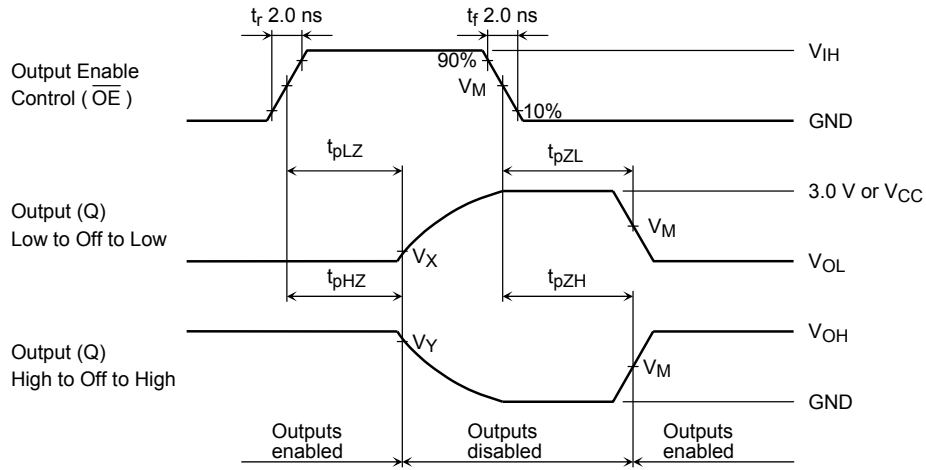 tr 2.0 ns
tf 2.0 ns
Output Enable
Control ( OE )
90%
VM
10%
VIH
GND
tpLZ
tpZL
Output (Q)
Low to Off to Low
VX
VM
3.0 V or VCC
VOL
tpHZ
tpZH
Output (Q)
High to Off to High
VY
VM
VOH
GND
Outputs
enabled
Outputs
disabled
Outputs
enabled